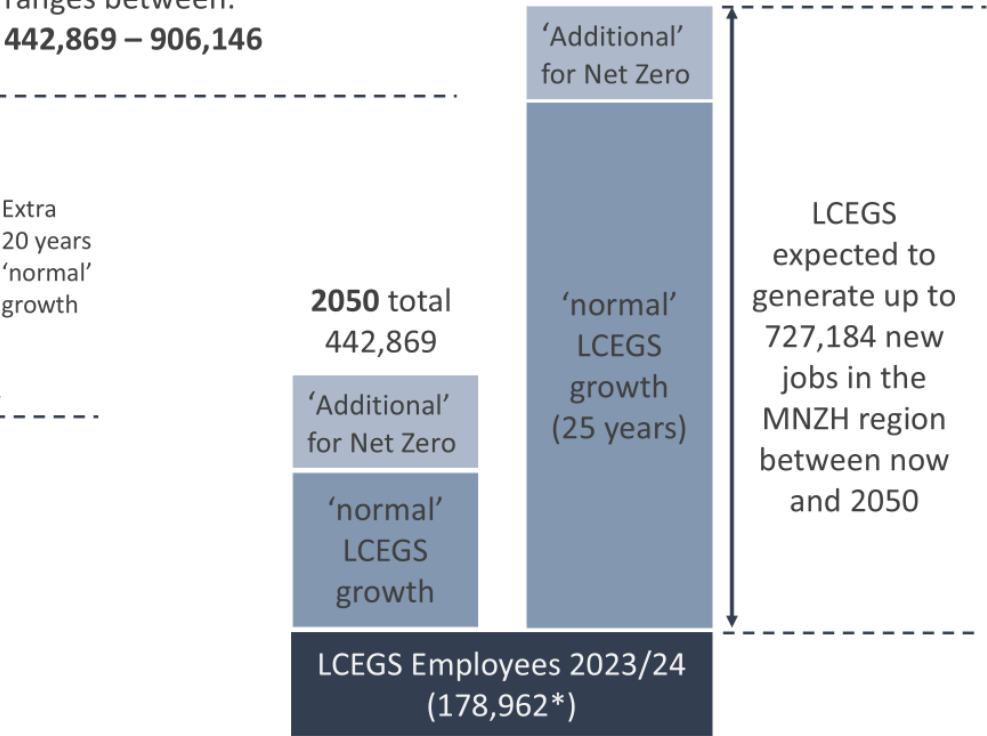 ranges between:
442,869 – 906,146
Extra
20 years
‘normal’
growth
2050 total
442,869
‘Additional’
for Net Zero
‘normal’
LCEGS
growth
‘Additional’
for Net Zero
‘normal’
LCEGS
growth
(25 years)
LCEGS Employees 2023/24
(178,962*)
LCEGS
expected to
generate up to
727,184 new
jobs in the
MNZH region
between now
and 2050